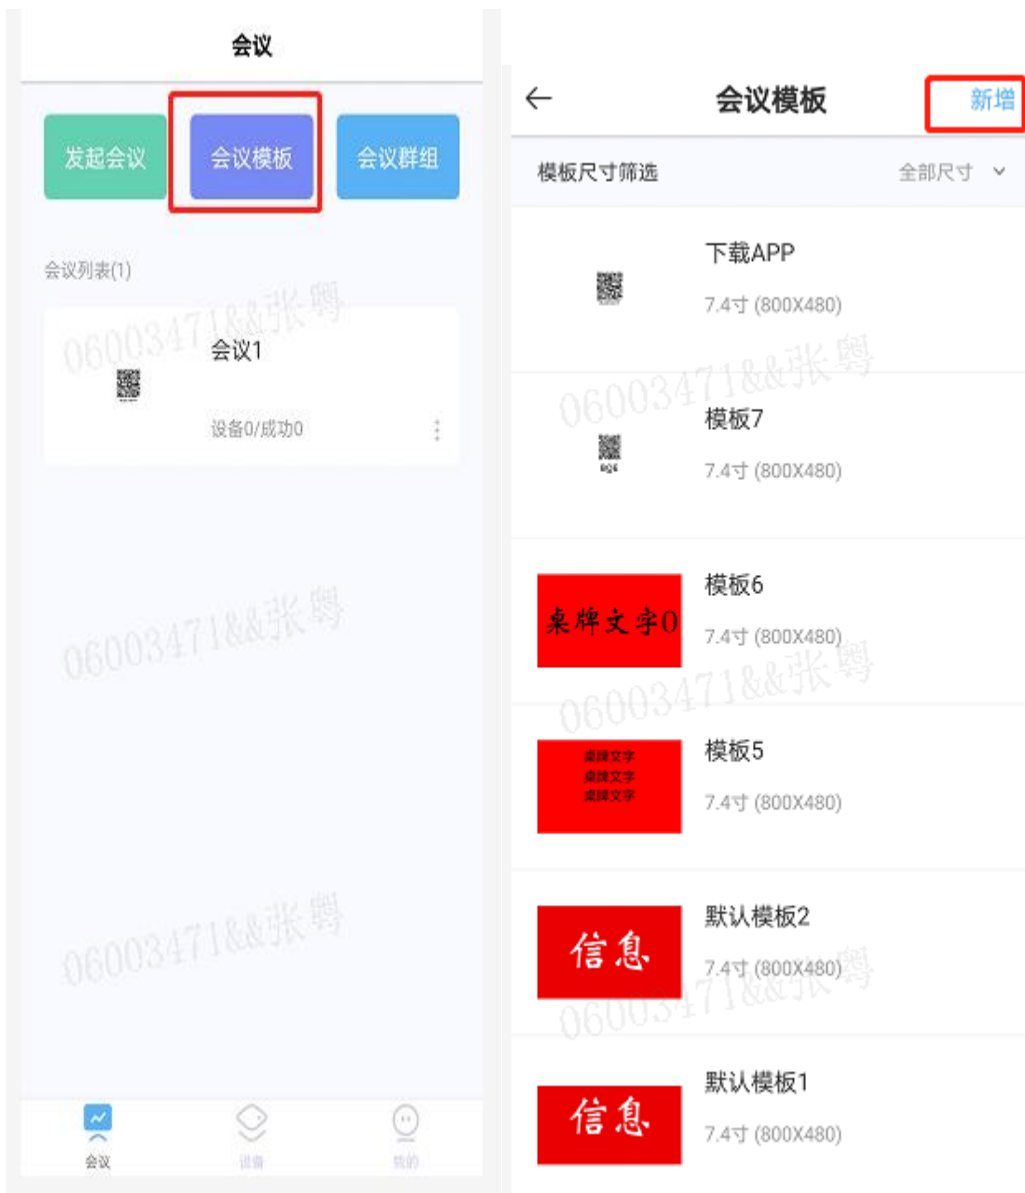 会议
发起会议
会议模板
会议群组
会议列表(1)
会议1
设备0/成功0
06003471&&张粤
06003471&&张粤
06003471&&张粤
会议
设备
我的
会议模板
新增
模板尺寸筛选
全部尺寸
下载APP
7.4寸 (800X480)
06003471&&张粤
模板7
7.4寸 (800X480)
桌牌文字0
模板6
7.4寸 (800X480)
06003471&&张粤
桌牌文字
桌牌文字
桌牌文字
模板5
7.4寸 (800X480)
信息
默认模板2
7.4寸 (800X480)
06003471&&张粤
信息
默认模板1
7.4寸 (800X480)